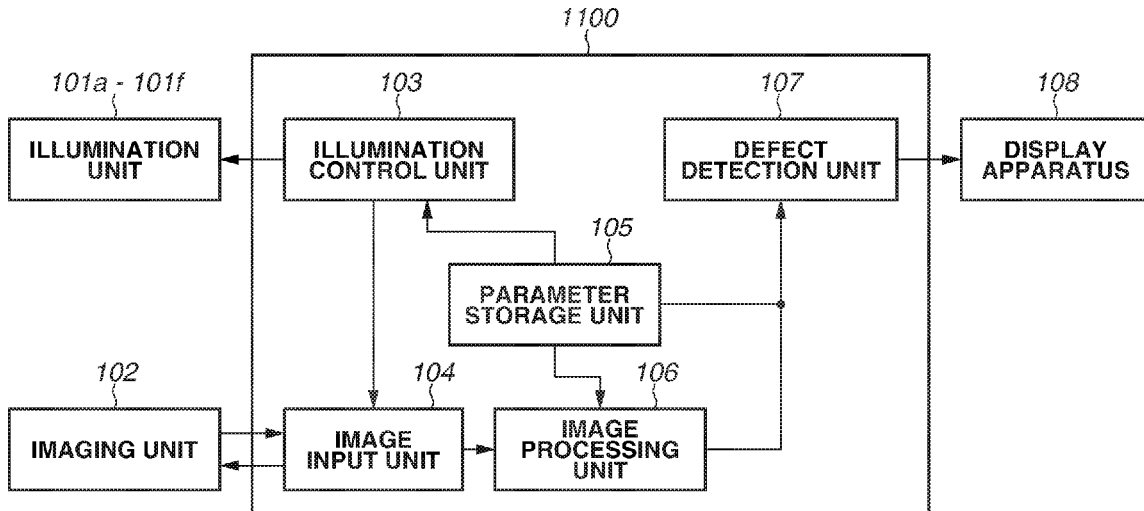 1100
101a - 101f
103
107
108
ILLUMINATION
UNIT
ILLUMINATION
CONTROL UNIT
DEFECT
DETECTION UNIT
DISPLAY
APPARATUS
105
PARAMETER
STORAGE UNIT
102
104
106
IMAGING UNIT
IMAGE
INPUT UNIT
IMAGE
PROCESSING
UNIT